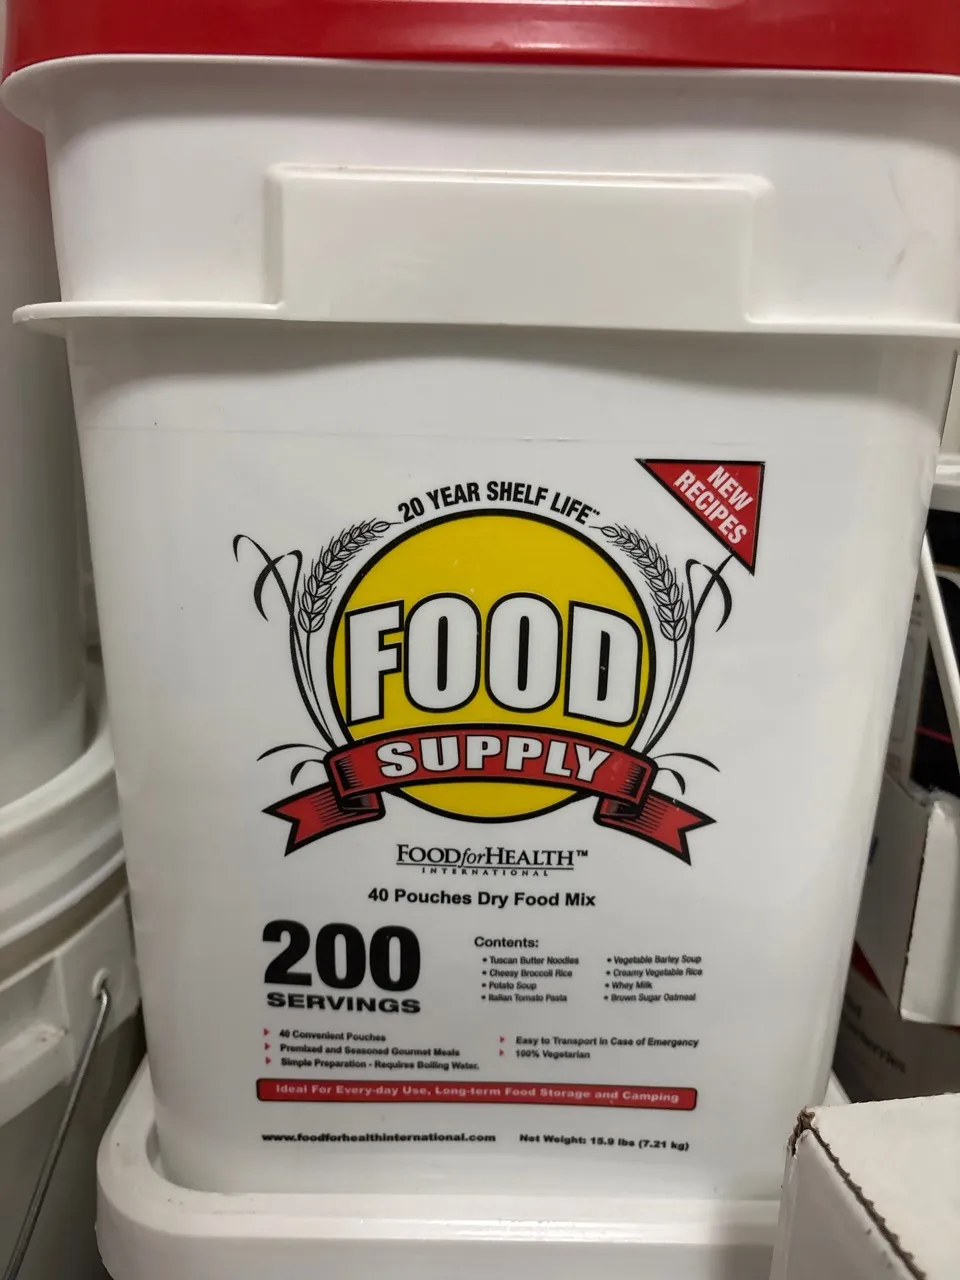 20 YEAR SHELF LIFE**
NEW
RECIPES
FOOD
SUPPLY
FOODforHEALTH™
INTERNATIONAL
40 Pouches Dry Food Mix
200
SERVINGS
Contents:
• Tuscan Butter Noodles
• Cheesy Broccoli Rice
• Potato Soup
• Italian Tomato Pasta
• Vegetable Barley Soup
• Creamy Vegetable Rice
• Whey Milk
• Brown Sugar Oatmeal
40 Convenient Pouches
Premixed and Seasoned Gourmet Meals
Simple Preparation - Requires Boiling Water.
Easy to Transport in Case of Emergency
100% Vegetarian
Ideal For Every-day Use, Long-term Food Storage and Camping
www.foodforhealthinternational.com Net Weight: 15.9 lbs (7.21 kg)